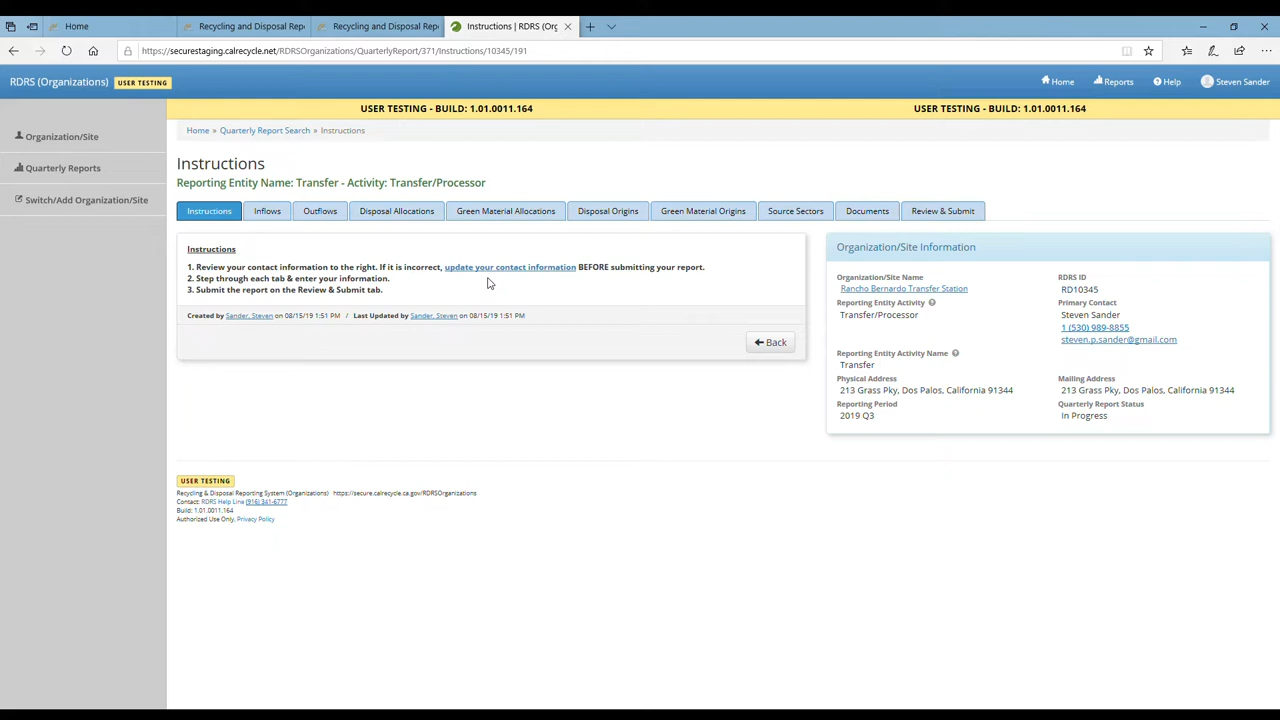 Home
Recycling and Disposal Rep
Recycling and Disposal Rep
Instructions | RDRS (Org
https://securestaging.calrecycle.net/RDRSOrganizations/QuarterlyReport/371/Instructions/10345/191
RDRS (Organizations) USER TESTING
Home
Reports
Help
Steven Sander
USER TESTING - BUILD: 1.01.0011.164
USER TESTING - BUILD: 1.01.0011.164
Organization/Site
Quarterly Reports
Switch/Add Organization/Site
Home » Quarterly Report Search » Instructions
Instructions
Reporting Entity Name: Transfer - Activity: Transfer/Processor
Instructions
Inflows
Outflows
Disposal Allocations
Green Material Allocations
Disposal Origins
Green Material Origins
Source Sectors
Documents
Review & Submit
Instructions
1. Review your contact information to the right. If it is incorrect, update your contact information BEFORE submitting your report.
2. Step through each tab & enter your information.
3. Submit the report on the Review & Submit tab.
Created by Sander, Steven on 08/15/19 1:51 PM / Last Updated by Sander, Steven on 08/15/19 1:51 PM
Back
Organization/Site Information
Organization/Site Name
Rancho Bernardo Transfer Station
Reporting Entity Activity
Transfer/Processor
Reporting Entity Activity Name
Transfer
Physical Address
213 Grass Pky, Dos Palos, California 91344
Reporting Period
2019 Q3
RDRS ID
RD10345
Primary Contact
Steven Sander
1 (530) 989-8855
steven.p.sander@gmail.com
Mailing Address
213 Grass Pky, Dos Palos, California 91344
Quarterly Report Status
In Progress
USER TESTING
Recycling & Disposal Reporting System (Organizations) https://secure.calrecycle.ca.gov/RDRSOrganizations
Contact: RDRS Help Line (916) 341-6777
Build: 1.01.0011.164
Authorized Use Only. Privacy Policy